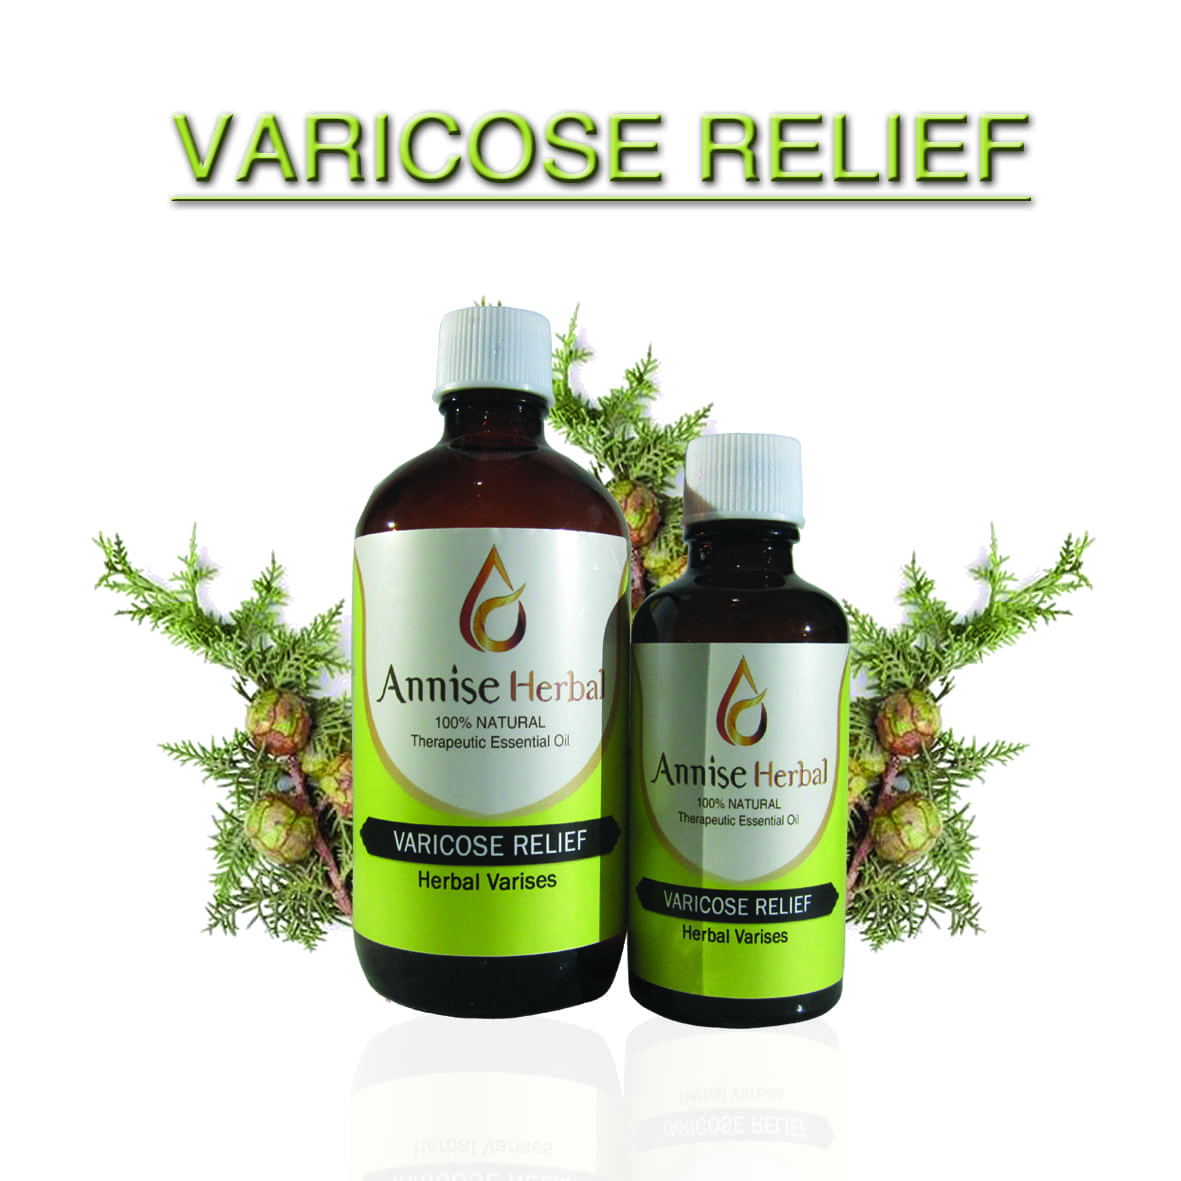 VARICOSE RELIEF
Annise Herbal
100% NATURAL
Therapeutic Essential Oil
VARICOSE RELIEF
Herbal Varises
Annise Herbal
100% NATURAL
Therapeutic Essential Oil
VARICOSE RELIEF
Herbal Varises